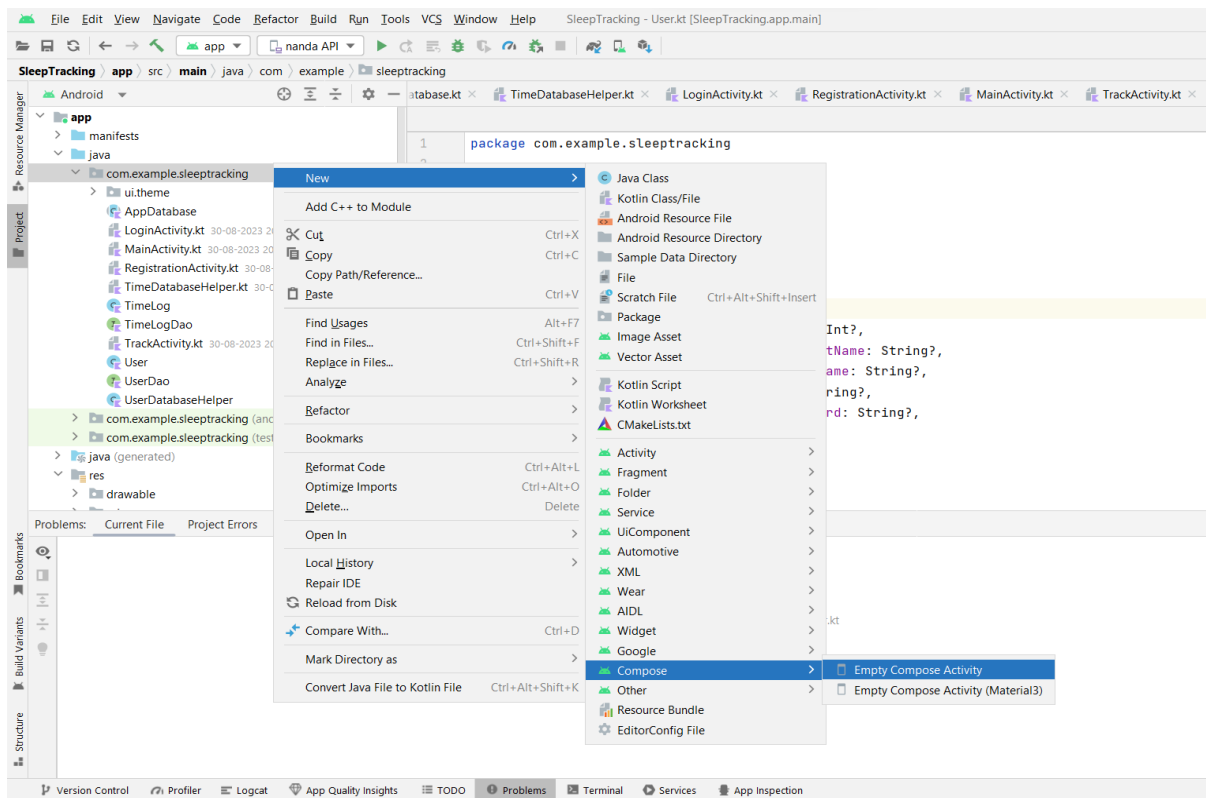 File Edit View Navigate Code Refactor Build Run Tools VCS Window Help SleepTracking - User.kt [SleepTracking.app.main]
app nanda API
SleepTracking app src main java com example sleeptracking
Android
atabase.kt TimeDatabaseHelper.kt LoginActivity.kt RegistrationActivity.kt MainActivity.kt TrackActivity.kt
Resource Manager
Project
Bookmarks
Build Variants
Structure
app
manifests
java
com.example.sleeptracking
ui.theme
AppDatabase
LoginActivity.kt 30-08-2023 20
MainActivity.kt 30-08-2023 20
RegistrationActivity.kt 30-08-
TimeDatabaseHelper.kt 30-0
TimeLog
TimeLogDao
TrackActivity.kt 30-08-2023 20
User
UserDao
UserDatabaseHelper
com.example.sleeptracking (anc
com.example.sleeptracking (test
java (generated)
res
drawable
1 package com.example.sleeptracking
Int?,
tName: String?,
ame: String?,
ring?,
rd: String?,
New
Add C++ to Module
Cut Ctrl+X
Copy Ctrl+C
Copy Path/Reference...
Paste Ctrl+V
Find Usages Alt+F7
Find in Files... Ctrl+Shift+F
Replace in Files... Ctrl+Shift+R
Analyze
Refactor
Bookmarks
Reformat Code Ctrl+Alt+L
Optimize Imports Ctrl+Alt+O
Delete... Delete
Open In
Local History
Repair IDE
Reload from Disk
Compare With... Ctrl+D
Mark Directory as
Convert Java File to Kotlin File Ctrl+Alt+Shift+K
Java Class
Kotlin Class/File
Android Resource File
Android Resource Directory
Sample Data Directory
File
Scratch File Ctrl+Alt+Shift+Insert
Package
Image Asset
Vector Asset
Kotlin Script
Kotlin Worksheet
CMakeLists.txt
Activity
Fragment
Folder
Service
UiComponent
Automotive
XML
Wear
AIDL
Widget
Google
Compose
Other
Resource Bundle
EditorConfig File
Empty Compose Activity
Empty Compose Activity (Material3)
.kt
Problems: Current File Project Errors
Version Control Profiler Logcat App Quality Insights TODO Problems Terminal Services App Inspection